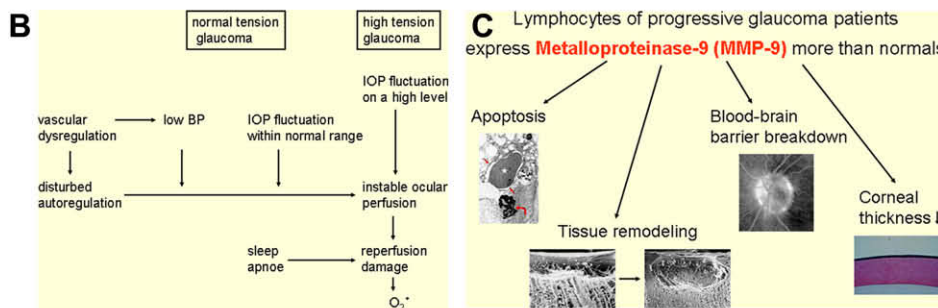 B
normal tension
glaucoma
high tension
glaucoma
IOP fluctuation
on a high level
vascular
dysregulation
low BP
IOP fluctuation
within normal range
disturbed
autoregulation
instable ocular
perfusion
sleep
apnoe
reperfusion
damage
O₂⁺
C
Lymphocytes of progressive glaucoma patients
express Metalloproteinase-9 (MMP-9) more than normals
Apoptosis
Blood-brain
barrier breakdown
Tissue remodeling
Corneal
thickness